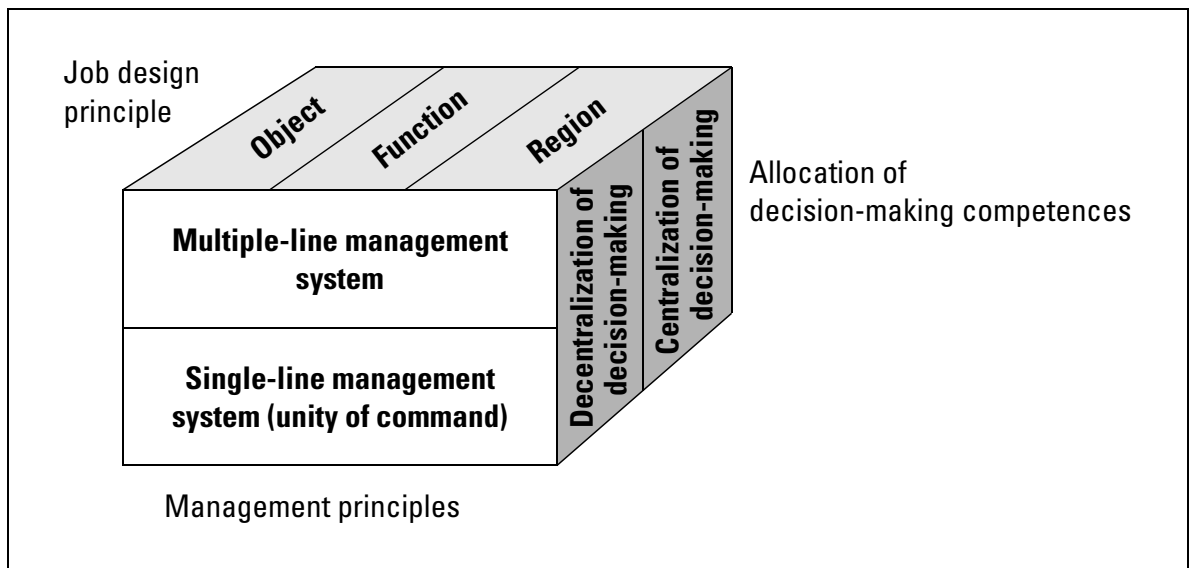 Job design
principle
Object
Function
Region
Multiple-line management
system
Single-line management
system (unity of command)
Decentralization of
decision-making
Centralization of
decision-making
Allocation of
decision-making competences
Management principles